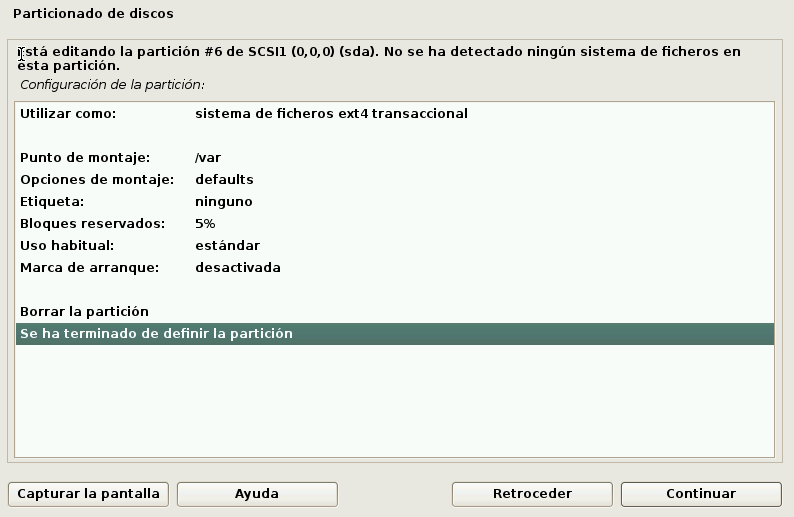 Particionado de discos
Está editando la partición #6 de SCSI1 (0,0,0) (sda). No se ha detectado ningún sistema de ficheros en
esta partición.
Configuración de la partición:
Utilizar como: sistema de ficheros ext4 transaccional
Punto de montaje: /var
Opciones de montaje: defaults
Etiqueta: ninguno
Bloques reservados: 5%
Uso habitual: estándar
Marca de arranque: desactivada
Borrar la partición
Se ha terminado de definir la partición
Capturar la pantalla
Ayuda
Retroceder
Continuar